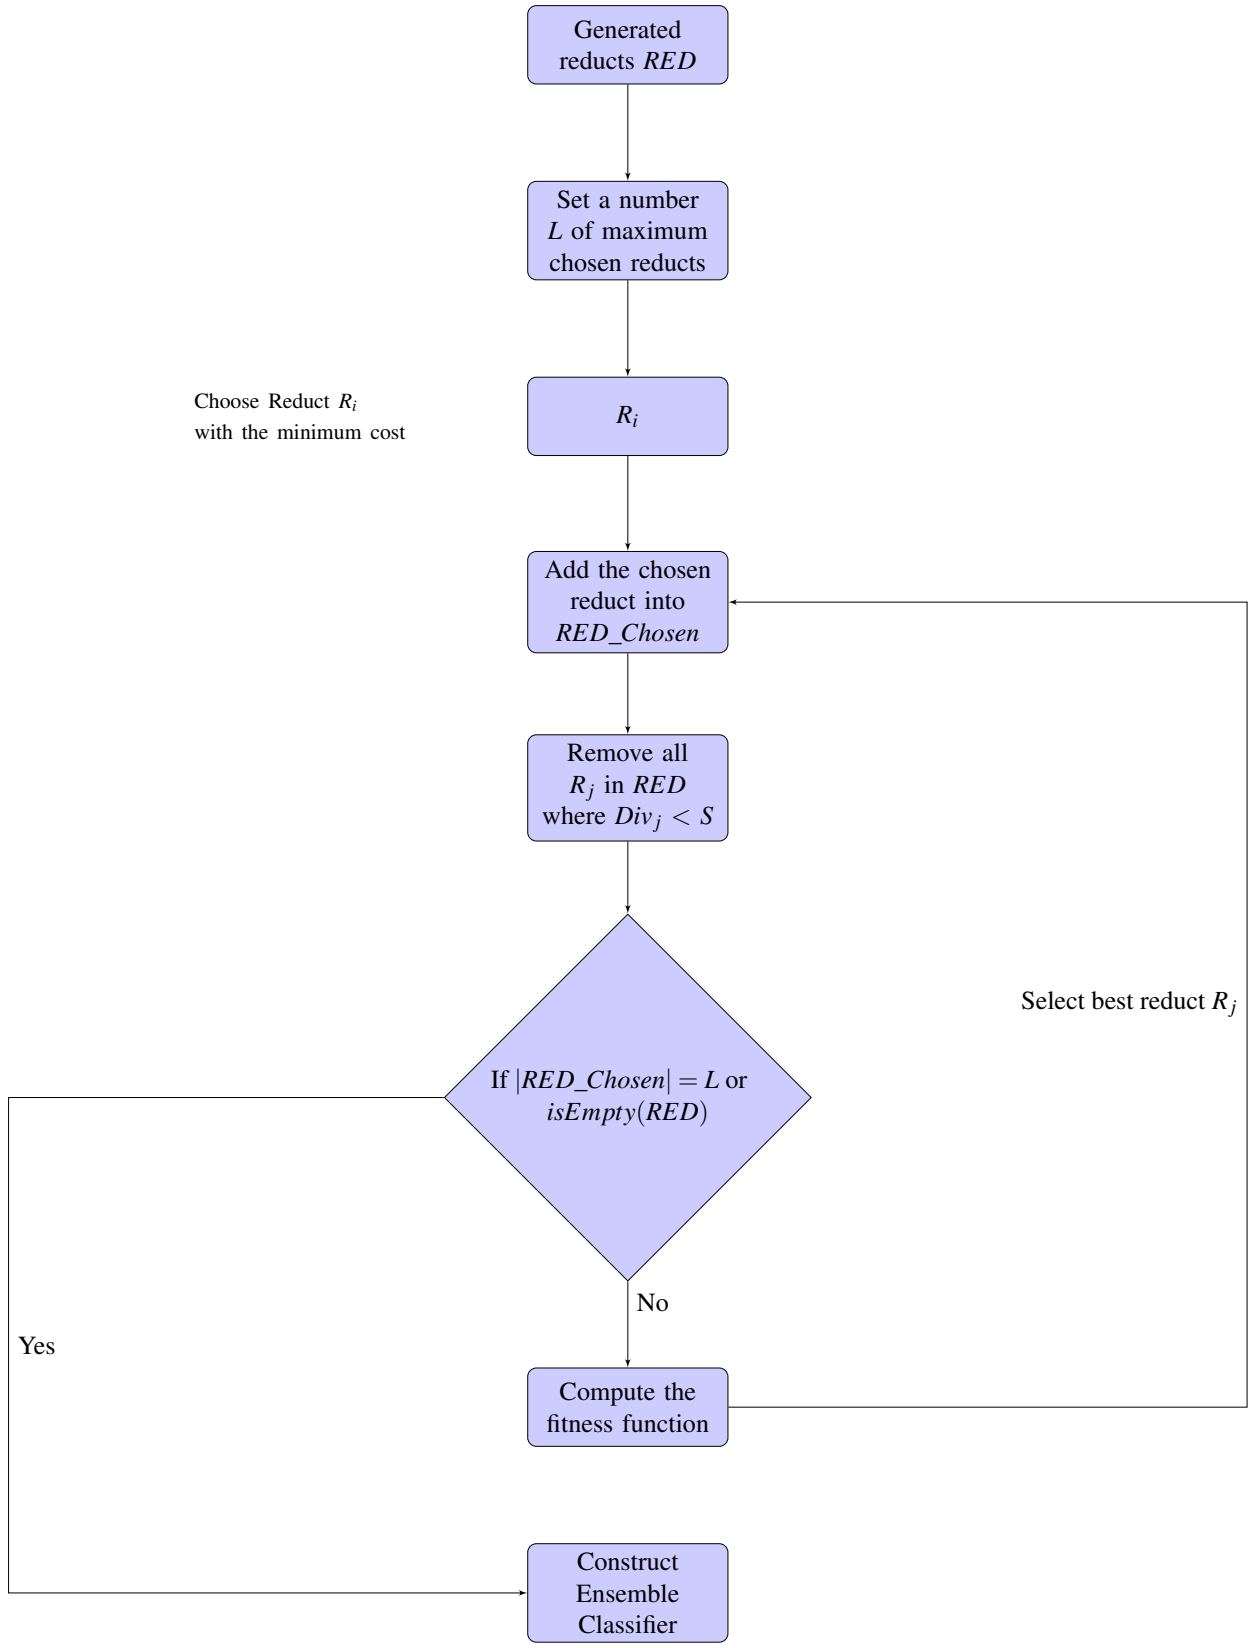 Generated
reducts RED
Set a number
L of maximum
chosen reducts
Choose Reduct R_i
with the minimum cost
R_i
Add the chosen
reduct into
RED_Chosen
Remove all
R_j in RED
where Div_j < S
Select best reduct R_j
If |RED_Chosen| = L or
isEmpty(RED)
No
Yes
Compute the
fitness function
Construct
Ensemble
Classifier